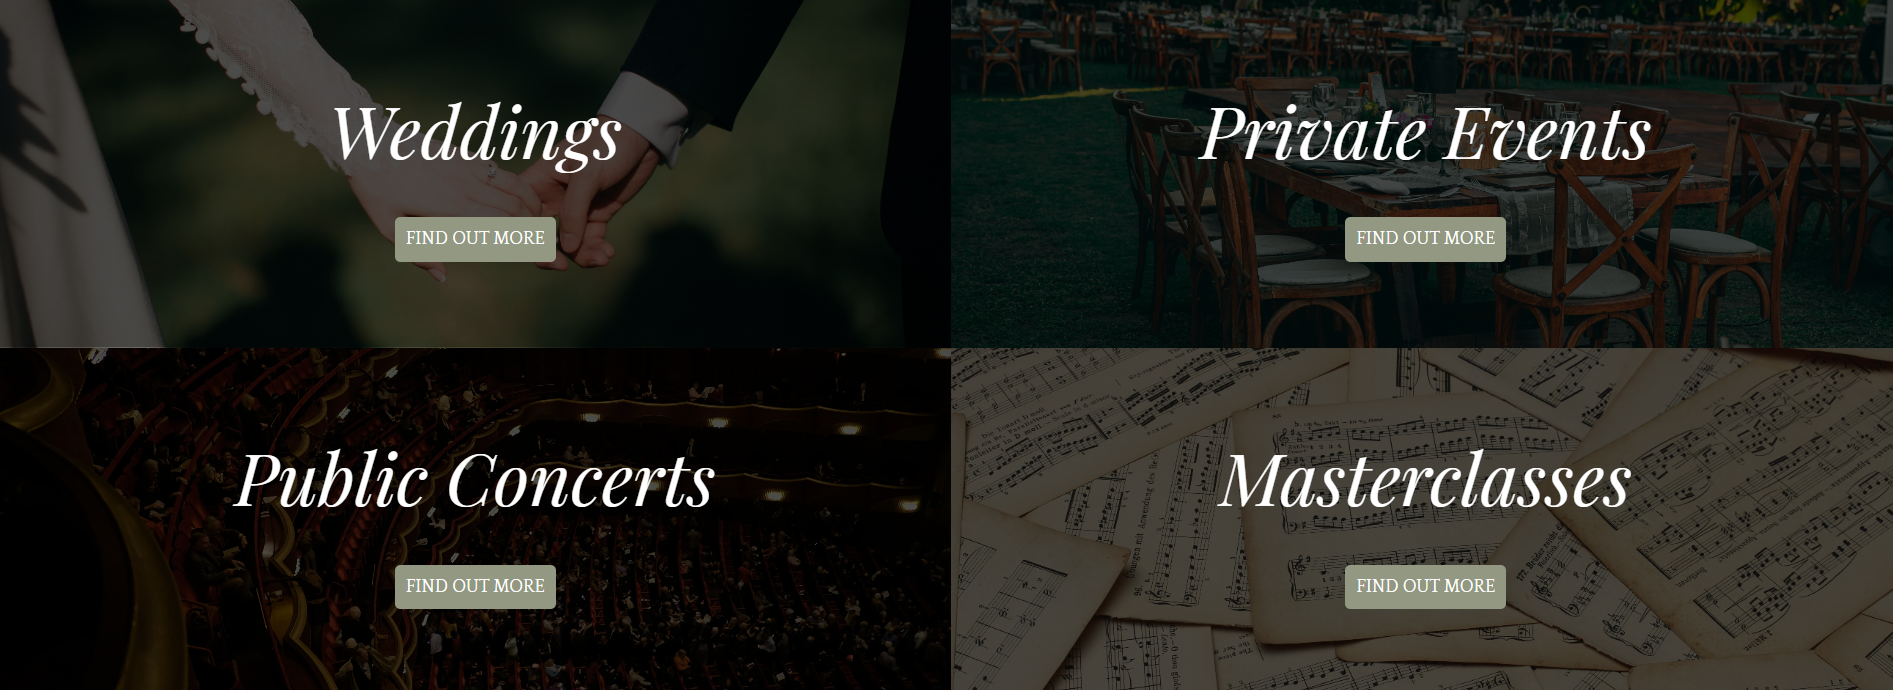 Weddings
FIND OUT MORE
Private Events
FIND OUT MORE
Public Concerts
FIND OUT MORE
Masterclasses
FIND OUT MORE